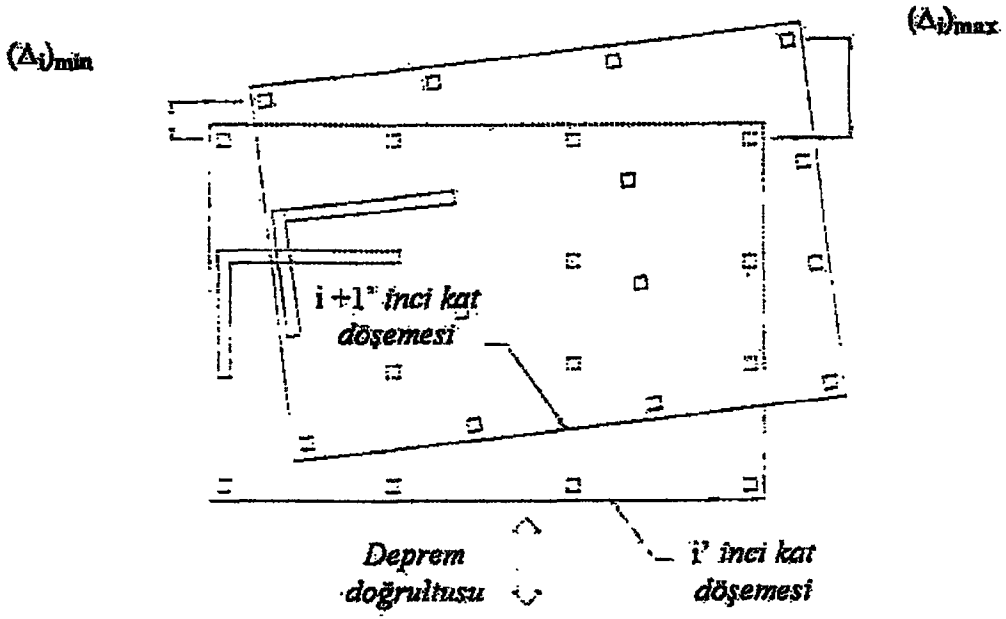 (Δi)min
(Δi)max
i +1' inci kat
döşemesi
Deprem
doğrultusu
i' inci kat
döşemesi